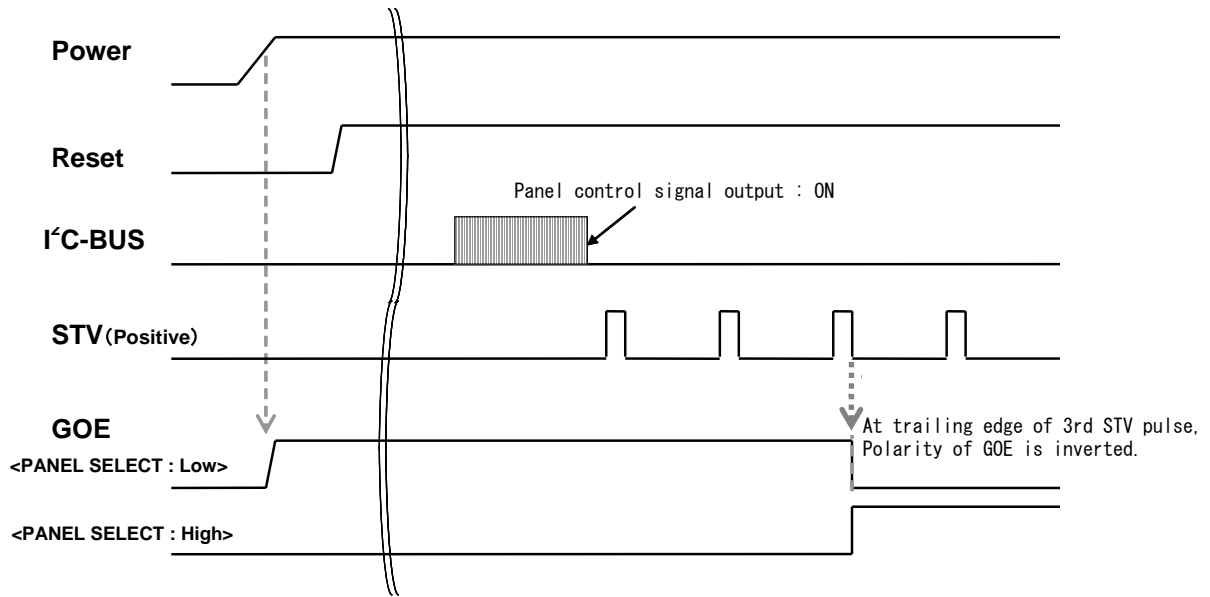 Power
Reset
Panel control signal output : ON
I²C-BUS
STV（Positive）
GOE
At trailing edge of 3rd STV pulse,
Polarity of GOE is inverted.
<PANEL SELECT : Low>
<PANEL SELECT : High>